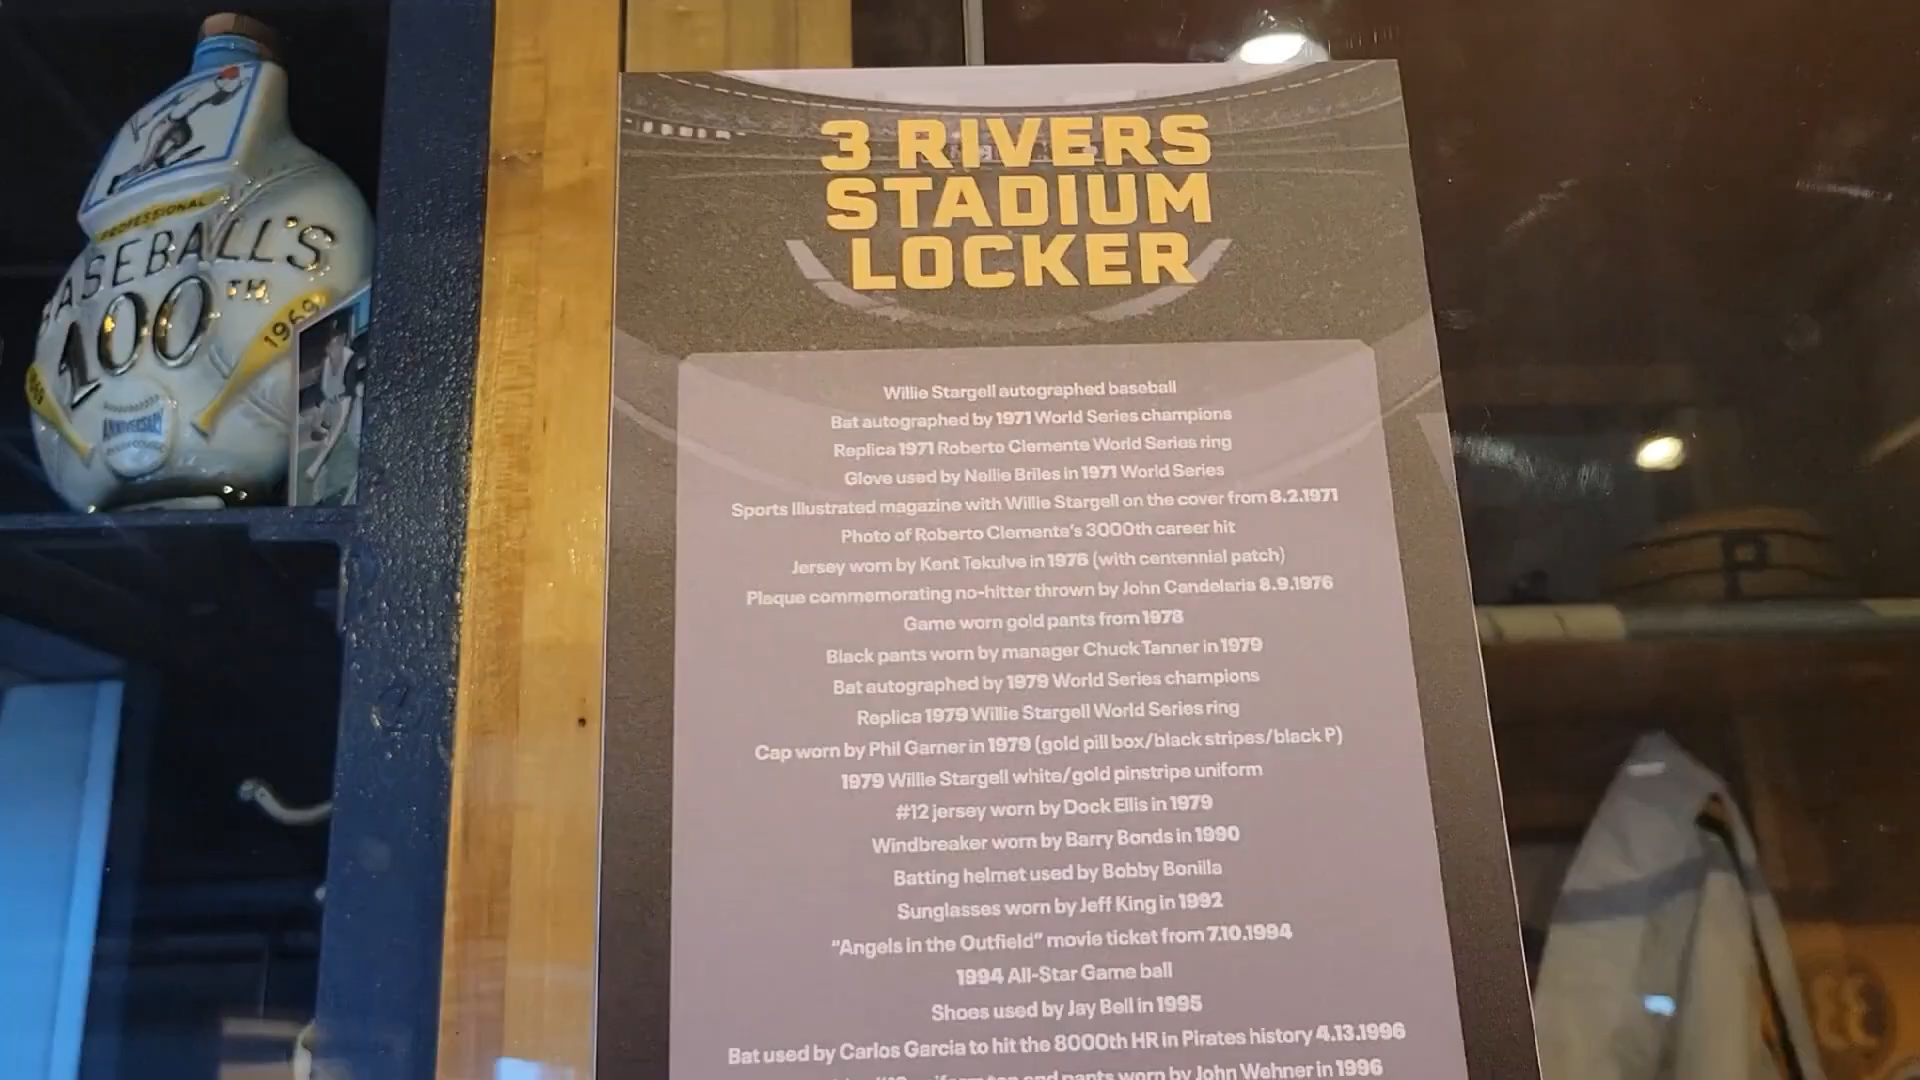 PROFESSIONAL
BASEBALL'S
100TH
1969
1869
ANNIVERSARY
3 RIVERS
STADIUM
LOCKER
Willie Stargell autographed baseball
Bat autographed by 1971 World Series champions
Replica 1971 Roberto Clemente World Series ring
Glove used by Nellie Briles in 1971 World Series
Sports Illustrated magazine with Willie Stargell on the cover from 8.2.1971
Photo of Roberto Clemente's 3000th career hit
Jersey worn by Kent Tekulve in 1976 (with centennial patch)
Plaque commemorating no-hitter thrown by John Candelaria 8.9.1976
Game worn gold pants from 1978
Black pants worn by manager Chuck Tanner in 1979
Bat autographed by 1979 World Series champions
Replica 1979 Willie Stargell World Series ring
Cap worn by Phil Garner in 1979 (gold pill box/black stripes/black P)
1979 Willie Stargell white/gold pinstripe uniform
#12 jersey worn by Dock Ellis in 1979
Windbreaker worn by Barry Bonds in 1990
Batting helmet used by Bobby Bonilla
Sunglasses worn by Jeff King in 1992
"Angels in the Outfield" movie ticket from 7.10.1994
1994 All-Star Game ball
Shoes used by Jay Bell in 1995
Bat used by Carlos Garcia to hit the 8000th HR in Pirates history 4.13.1996
and pants worn by John Wehner in 1996